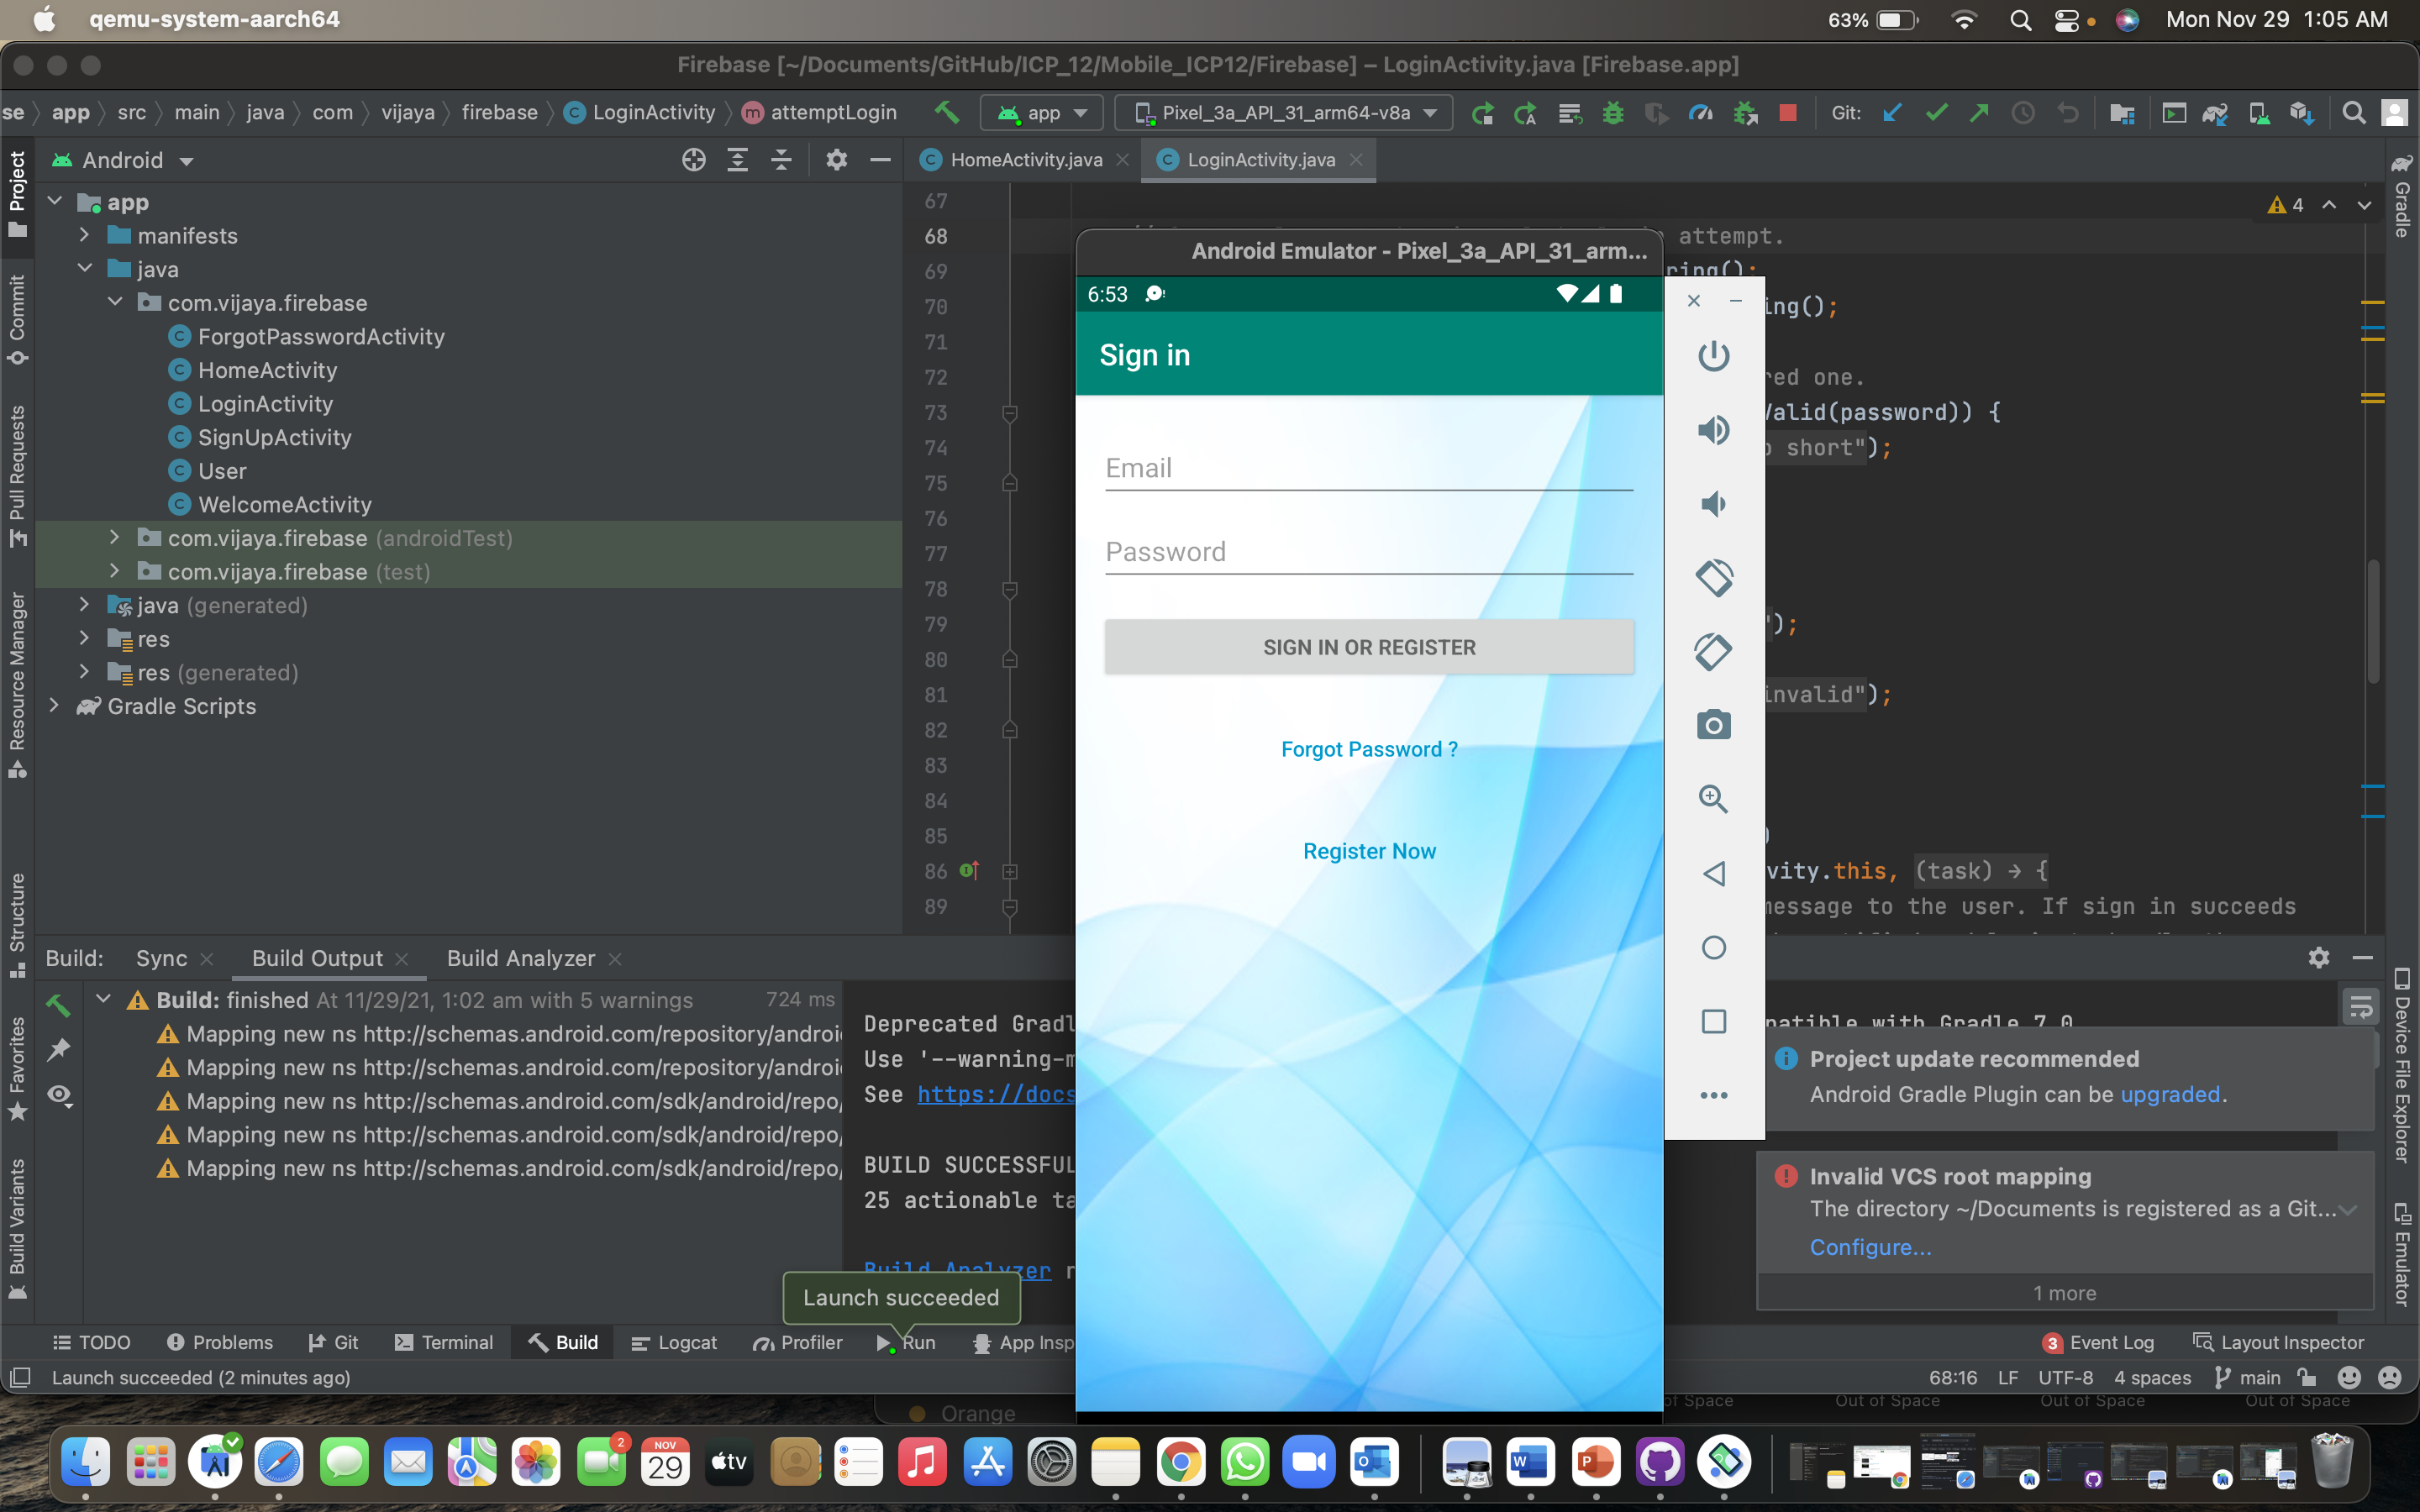 qemu-system-aarch64
63%
Mon Nov 29 1:05 AM
Firebase [~/Documents/GitHub/ICP_12/Mobile_ICP12/Firebase] – LoginActivity.java [Firebase.app]
se app src main java com vijaya firebase LoginActivity attemptLogin
app
Pixel_3a_API_31_arm64-v8a
Git:
Project
Commit
Pull Requests
Resource Manager
Structure
Favorites
Build Variants
Android
app
manifests
java
com.vijaya.firebase
ForgotPasswordActivity
HomeActivity
LoginActivity
SignUpActivity
User
WelcomeActivity
com.vijaya.firebase (androidTest)
com.vijaya.firebase (test)
java (generated)
res
res (generated)
Gradle Scripts
HomeActivity.java
LoginActivity.java
4
67
68 attempt.
69 ring();
70 ing();
71
72 red one.
73 Valid(password)) {
74 short");
75
76
77
78
79 );
80
81 invalid");
82
83
84
85 )
86 vity.this, (task) → {
89 message to the user. If sign in succeeds
Android Emulator - Pixel_3a_API_31_arm...
6:53
Sign in
Email
Password
SIGN IN OR REGISTER
Forgot Password ?
Register Now
Gradle
Device File Explorer
Emulator
Build:
Sync
Build Output
Build Analyzer
Build: finished At 11/29/21, 1:02 am with 5 warnings 724 ms
Mapping new ns http://schemas.android.com/repository/androi
Mapping new ns http://schemas.android.com/repository/androi
Mapping new ns http://schemas.android.com/sdk/android/repo/
Mapping new ns http://schemas.android.com/sdk/android/repo/
Mapping new ns http://schemas.android.com/sdk/android/repo/
Deprecated Gradl
patible with Gradle 7.0
Use '--warning-m
See https://docs
BUILD SUCCESSFUL
25 actionable ta
Build Analyzer r
Project update recommended
Android Gradle Plugin can be upgraded.
Invalid VCS root mapping
The directory ~/Documents is registered as a Git...
Configure...
1 more
Launch succeeded
TODO
Problems
Git
Terminal
Build
Logcat
Profiler
Run
App Insp
3 Event Log
Layout Inspector
Launch succeeded (2 minutes ago)
68:16 LF UTF-8 4 spaces main
Orange
of Space
Out of Space
Out of Space
Out of Space
2
NOV
29
tv